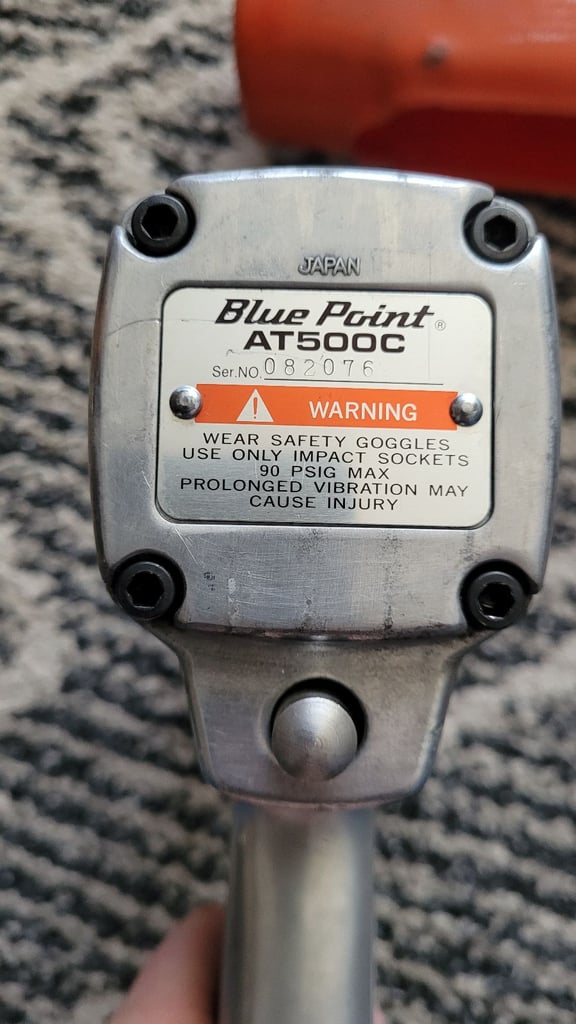 JAPAN
Blue Point ®
AT500C
Ser.NO. 082076
WARNING
WEAR SAFETY GOGGLES
USE ONLY IMPACT SOCKETS
90 PSIG MAX
PROLONGED VIBRATION MAY
CAUSE INJURY